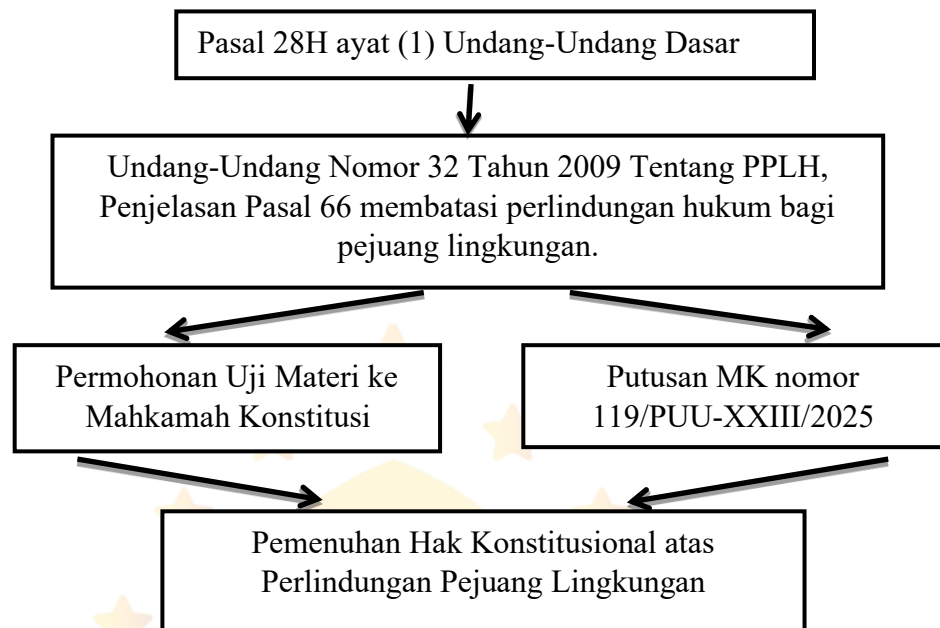 Pasal 28H ayat (1) Undang-Undang Dasar
Undang-Undang Nomor 32 Tahun 2009 Tentang PPLH,
Penjelasan Pasal 66 membatasi perlindungan hukum bagi
pejuang lingkungan.
Permohonan Uji Materi ke
Mahkamah Konstitusi
Putusan MK nomor
119/PUU-XXIII/2025
Pemenuhan Hak Konstitusional atas
Perlindungan Pejuang Lingkungan